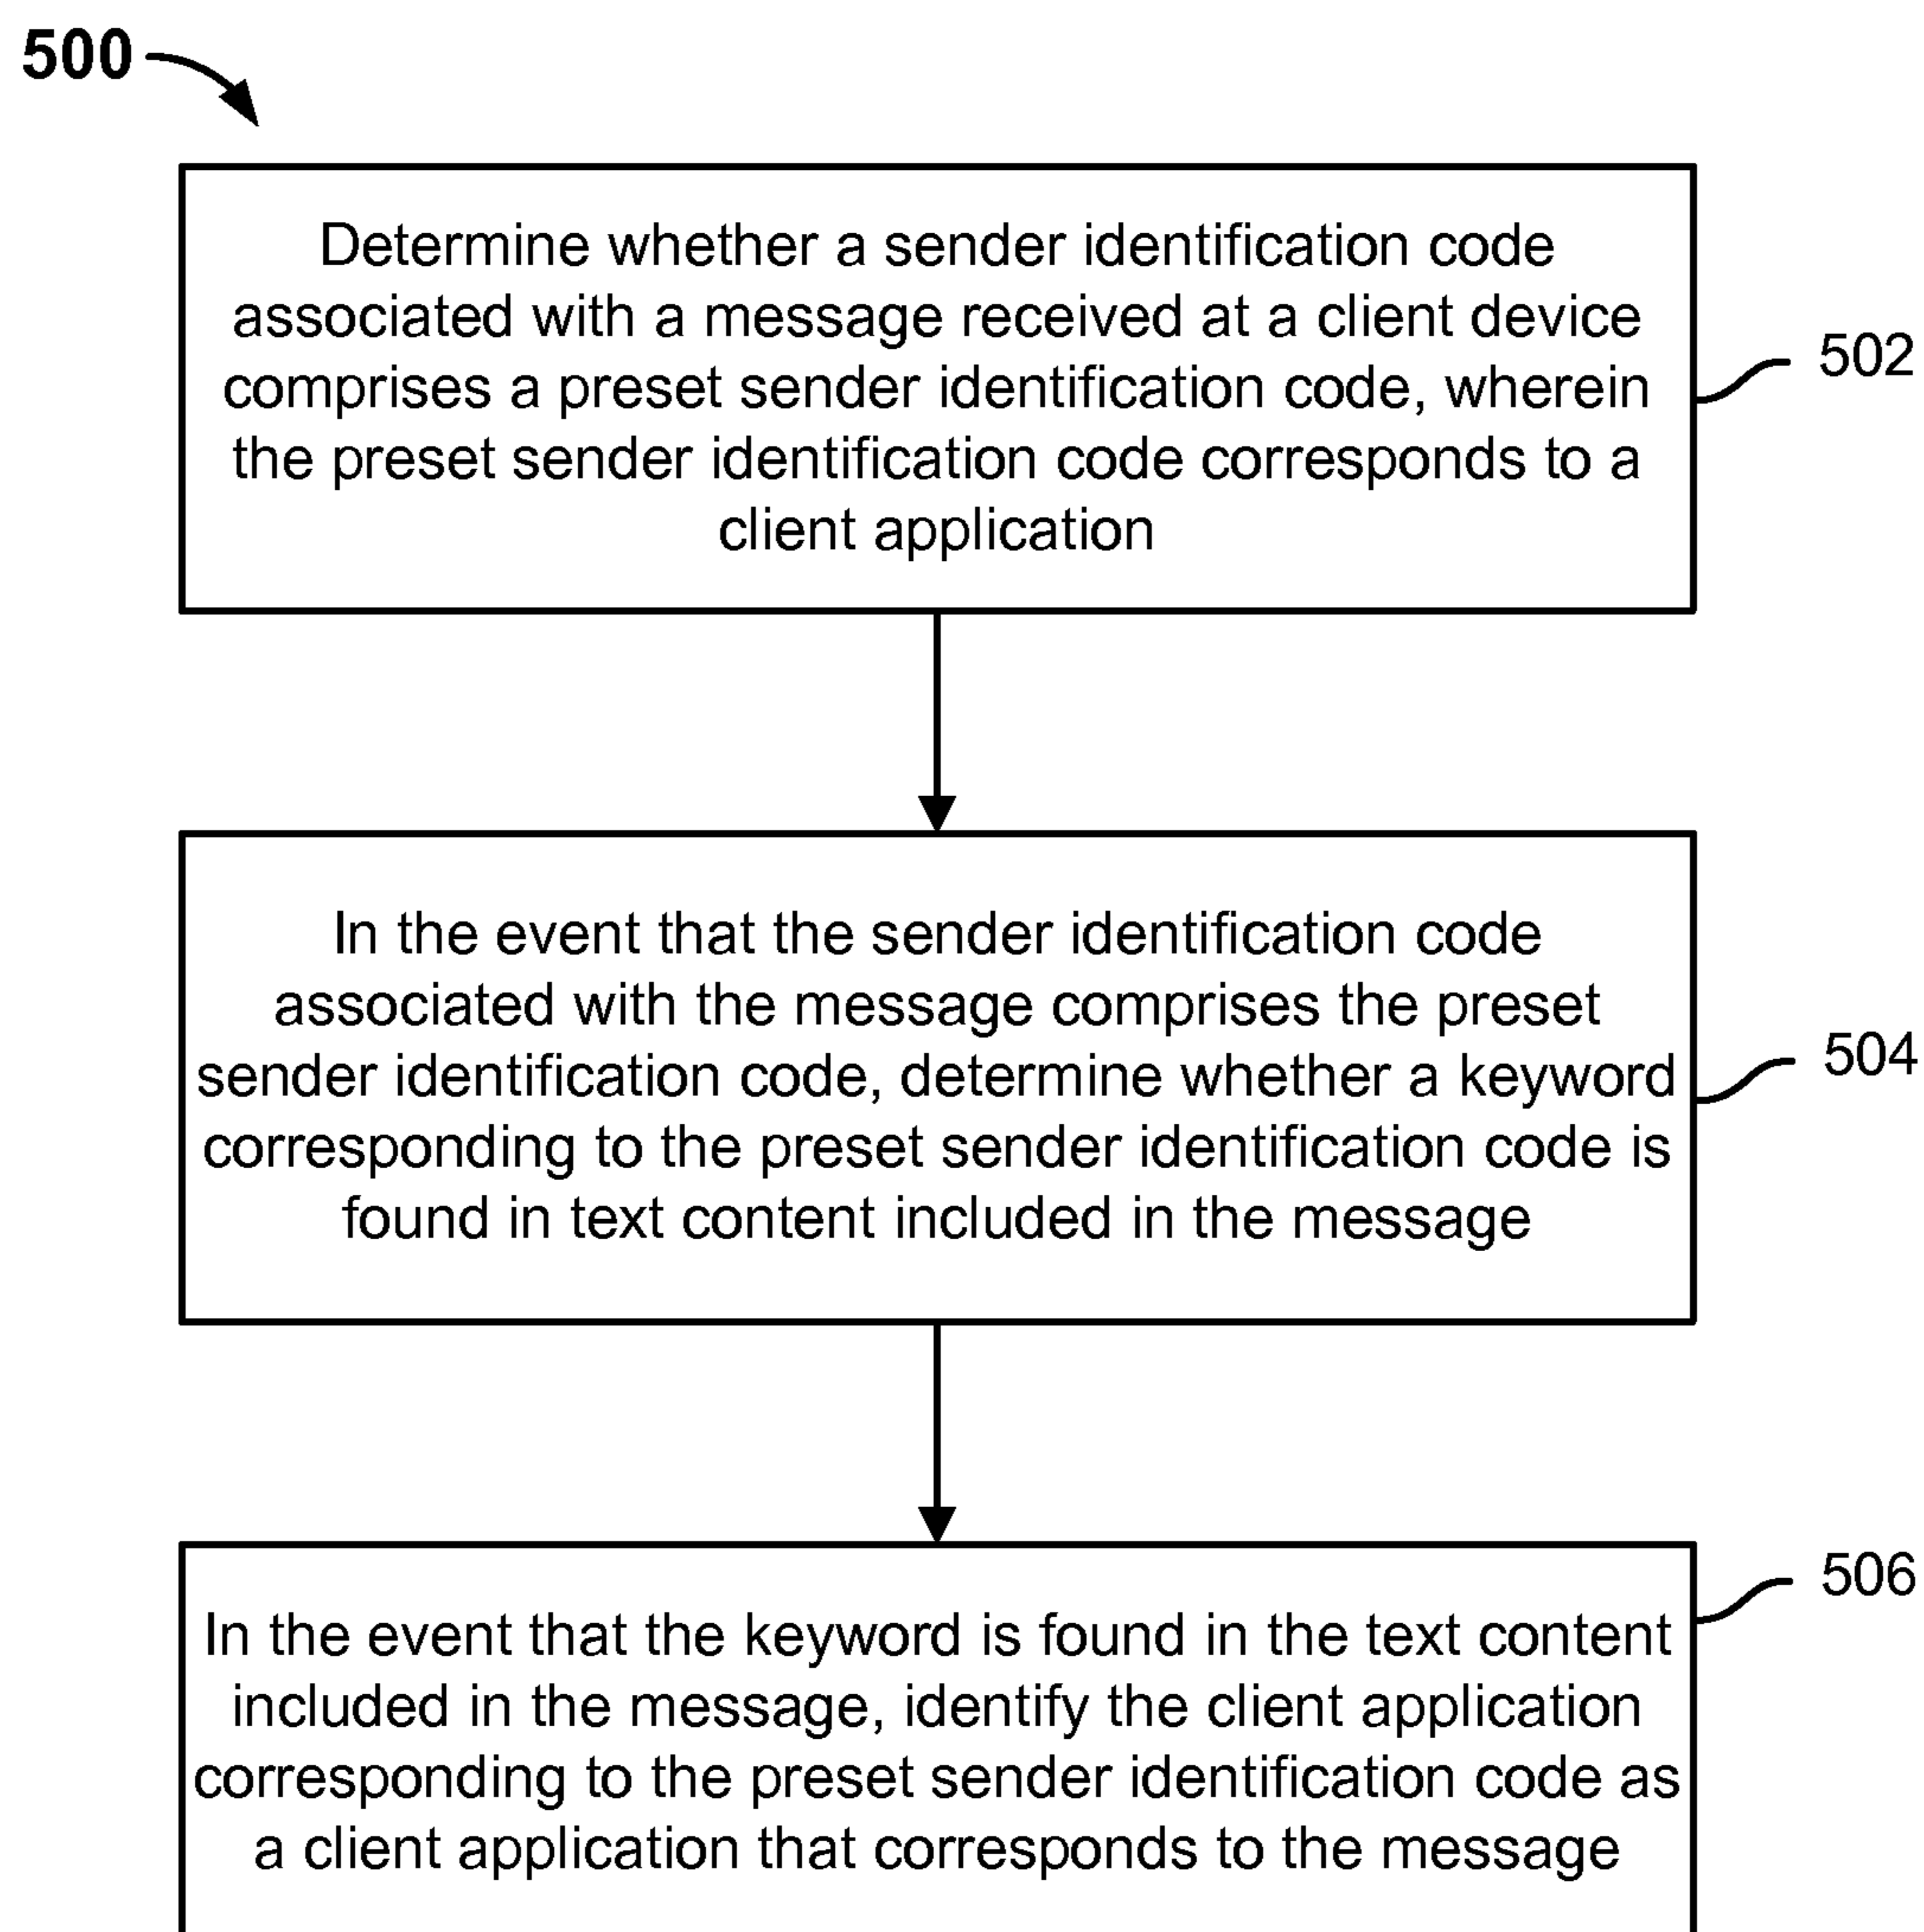 500
Determine whether a sender identification code
associated with a message received at a client device
comprises a preset sender identification code, wherein
the preset sender identification code corresponds to a
client application
502
In the event that the sender identification code
associated with the message comprises the preset
sender identification code, determine whether a keyword
corresponding to the preset sender identification code is
found in text content included in the message
504
In the event that the keyword is found in the text content
included in the message, identify the client application
corresponding to the preset sender identification code as
a client application that corresponds to the message
506